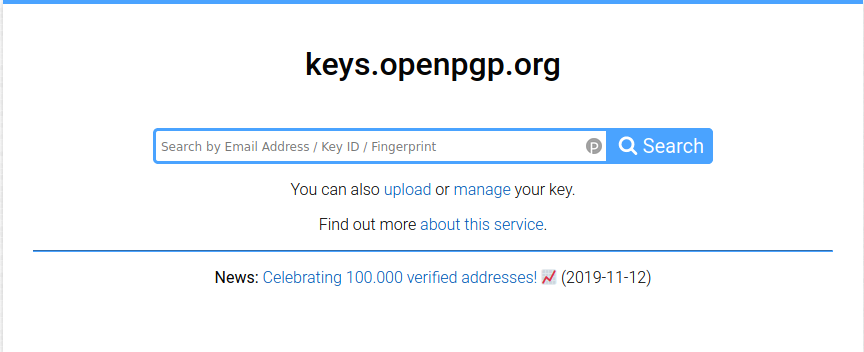 keys.openpgp.org
Search by Email Address / Key ID / Fingerprint
P
Search
You can also upload or manage your key.
Find out more about this service.
News: Celebrating 100.000 verified addresses! 📈 (2019-11-12)